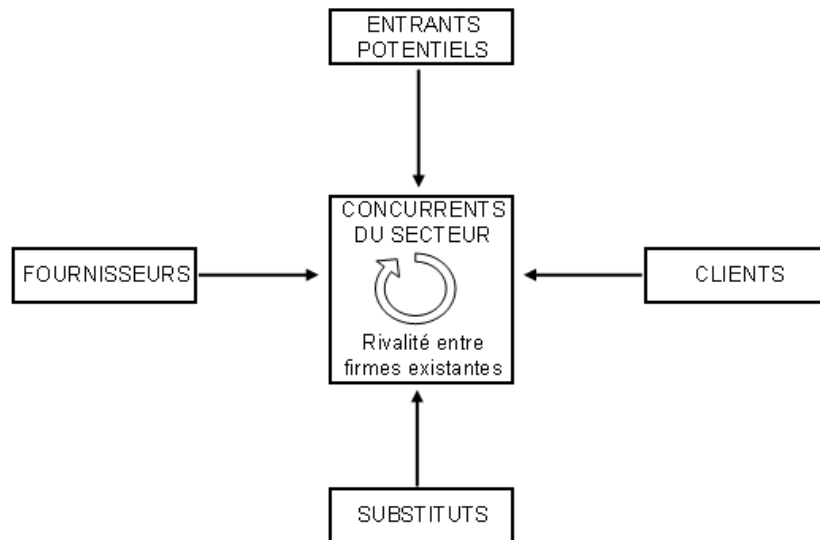 ENTRANTS
POTENTIELS
CONCURRENTS
DU SECTEUR
FOURNISSEURS
CLIENTS
Rivalité entre
firmes existantes
SUBSTITUTS